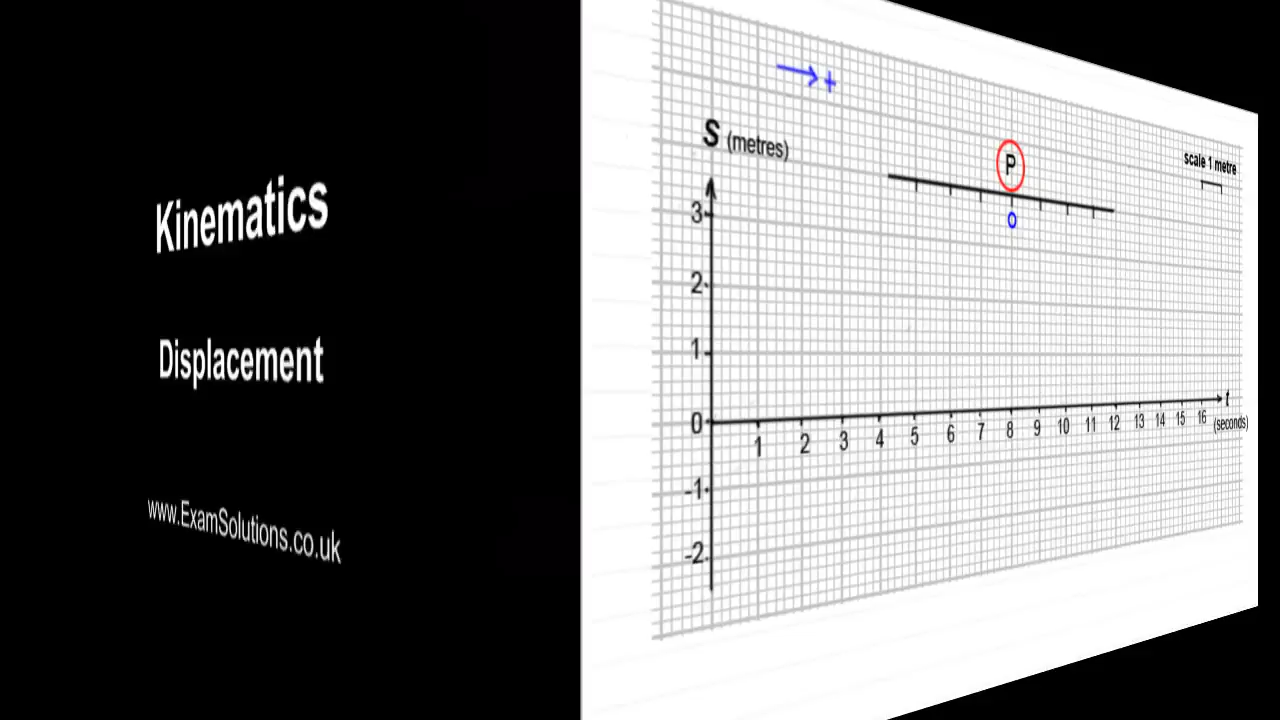 Kinematics
Displacement
www.ExamSolutions.co.uk
+
S (metres)
P
scale 1 metre
o
3
2
1
0
-1
-2
1 2 3 4 5 6 7 8 9 10 11 12 13 14 15 16
t
(seconds)